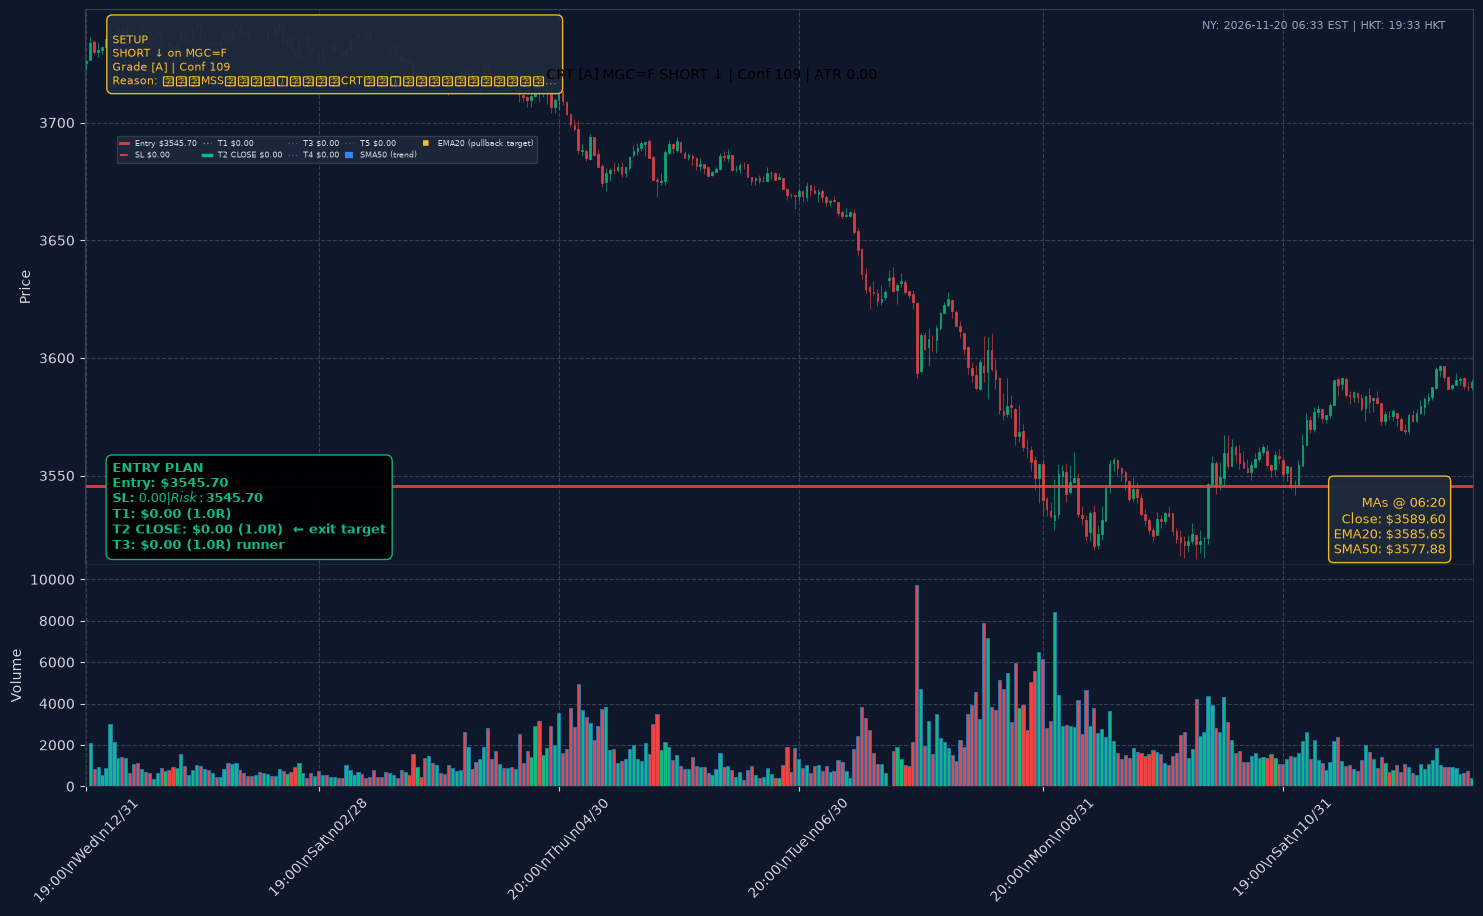 NY: 2026-11-20 06:33 EST | HKT: 19:33 HKT
SETUP
SHORT ↓ on MGC=F
Grade [A] | Conf 109
Reason: MSS CRT ...
CRT [A] MGC=F SHORT ↓ | Conf 109 | ATR 0.00
Entry $3545.70
SL $0.00
T1 $0.00
T2 CLOSE $0.00
T3 $0.00
T4 $0.00
T5 $0.00
SMA50 (trend)
EMA20 (pullback target)
Price
3700
3650
3600
3550
ENTRY PLAN
Entry: $3545.70
SL: 0.00|Risk:3545.70
T1: $0.00 (1.0R)
T2 CLOSE: $0.00 (1.0R) ← exit target
T3: $0.00 (1.0R) runner
MAs @ 06:20
Close: $3589.60
EMA20: $3585.65
SMA50: $3577.88
Volume
10000
8000
6000
4000
2000
0
19:00\nWed\n12/31
19:00\nSat\n02/28
20:00\nThu\n04/30
20:00\nTue\n06/30
20:00\nMon\n08/31
19:00\nSat\n10/31